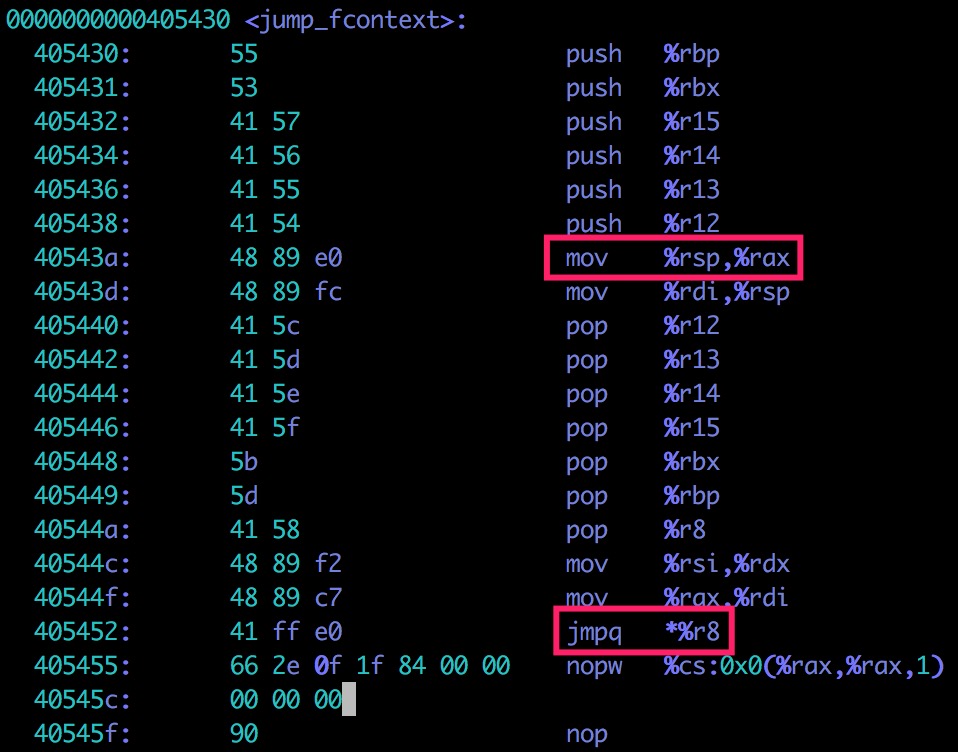 0000000000405430 <jump_fcontext>:
405430: 55 push %rbp
405431: 53 push %rbx
405432: 41 57 push %r15
405434: 41 56 push %r14
405436: 41 55 push %r13
405438: 41 54 push %r12
40543a: 48 89 e0 mov %rsp,%rax
40543d: 48 89 fc mov %rdi,%rsp
405440: 41 5c pop %r12
405442: 41 5d pop %r13
405444: 41 5e pop %r14
405446: 41 5f pop %r15
405448: 5b pop %rbx
405449: 5d pop %rbp
40544a: 41 58 pop %r8
40544c: 48 89 f2 mov %rsi,%rdx
40544f: 48 89 c7 mov %rax,%rdi
405452: 41 ff e0 jmpq *%r8
405455: 66 2e 0f 1f 84 00 00 nopw %cs:0x0(%rax,%rax,1)
40545c: 00 00 00
40545f: 90 nop